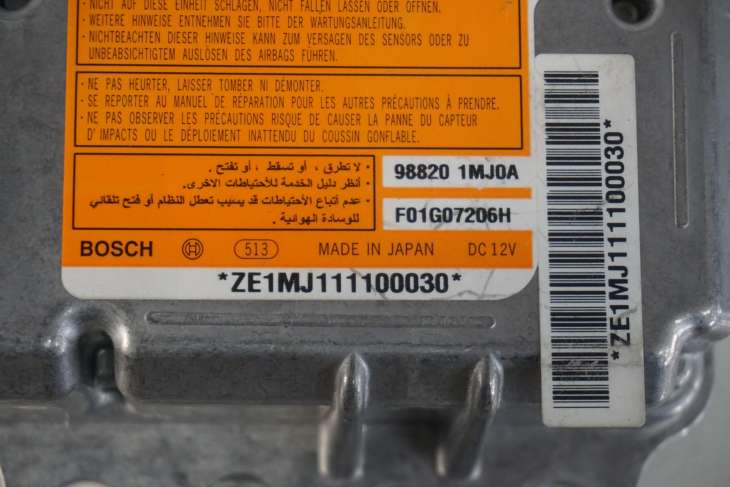 · NICHT AUF DIESE EINHEIT SCHLAGEN, NICHT FALLEN LASSEN ODER ÖFFNEN.
· WEITERE HINWEISE ENTNEHMEN SIE BITTE DER WARTUNGSANLEITUNG.
· NICHTBEACHTEN DIESER HINWEISE KANN ZUM VERSAGEN DES SENSORS ODER ZU
UNBEABSICHTIGTEM AUSLÖSEN DES AIRBAGS FÜHREN.
· NE PAS HEURTER, LAISSER TOMBER NI DÉMONTER.
· SE REPORTER AU MANUEL DE RÉPARATION POUR LES AUTRES PRÉCAUTIONS À PRENDRE.
· NE PAS OBSERVER LES PRÉCAUTIONS RISQUE DE CAUSER LA PANNE DU CAPTEUR
D'IMPACTS OU LE DÉPLOIEMENT INATTENDU DU COUSSIN GONFLABLE.
• لا تطرق ، أو تسقط ، أو تفتح .
• أنظر دليل الخدمة للأحتياطات الاخرى.
• عدم أتباع الأحتياطات قد يسبب تعطل النظام أو فتح تلقائي
للوسادة الهوائية .
98820 1MJ0A
F01G07206H
BOSCH 513 MADE IN JAPAN DC 12V
*ZE1MJ111100030*
*ZE1MJ111100030*